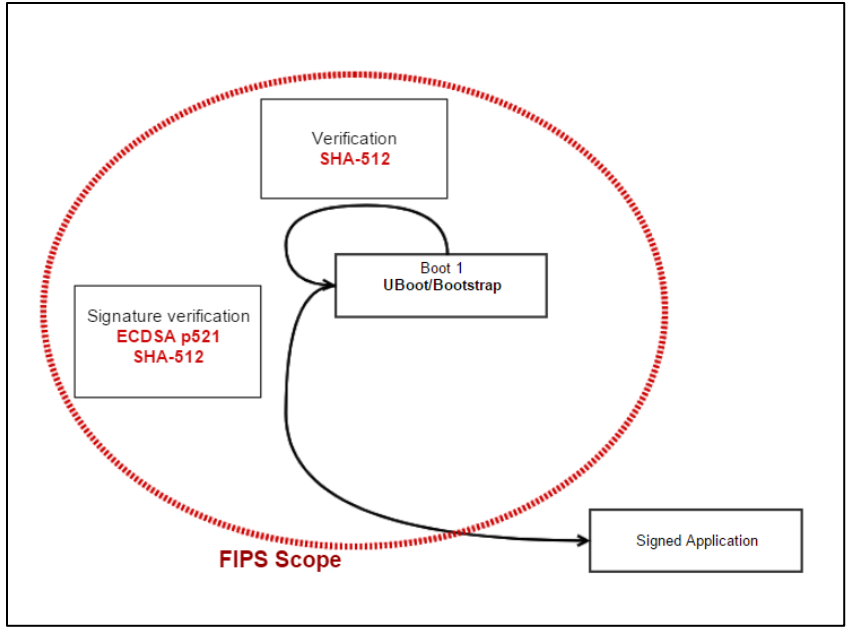 Verification
SHA-512
Boot 1
UBoot/Bootstrap
Signature verification
ECDSA p521
SHA-512
Signed Application
FIPS Scope